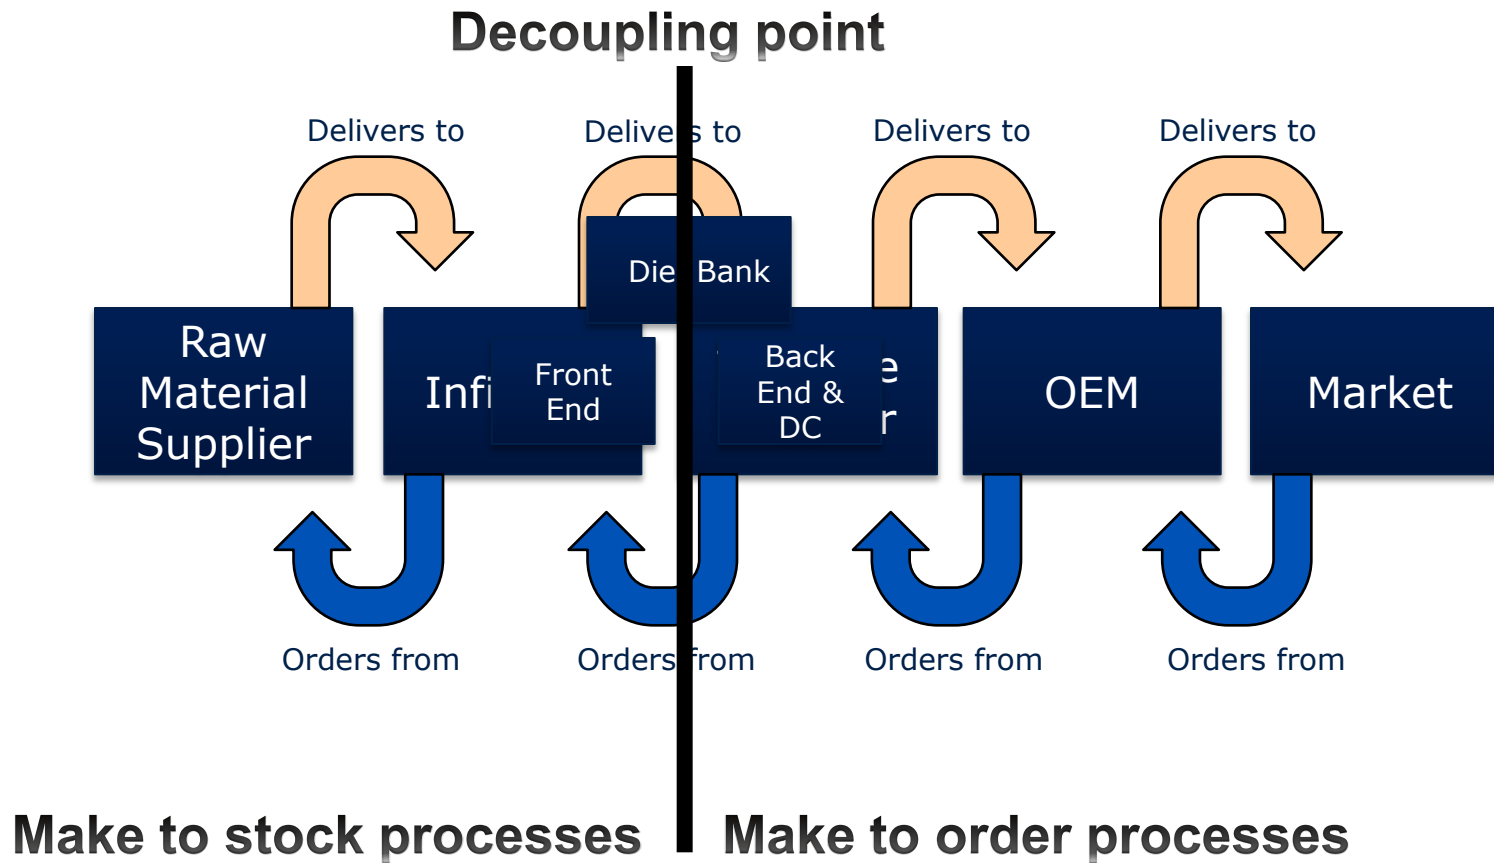 Decoupling point
Delivers to
Delivers to
Delivers to
Delivers to
Die Bank
Raw
Material
Supplier
Infi
Front
End
Back
End &
DC
e
r
OEM
Market
Orders from
Orders from
Orders from
Orders from
Make to stock processes
Make to order processes